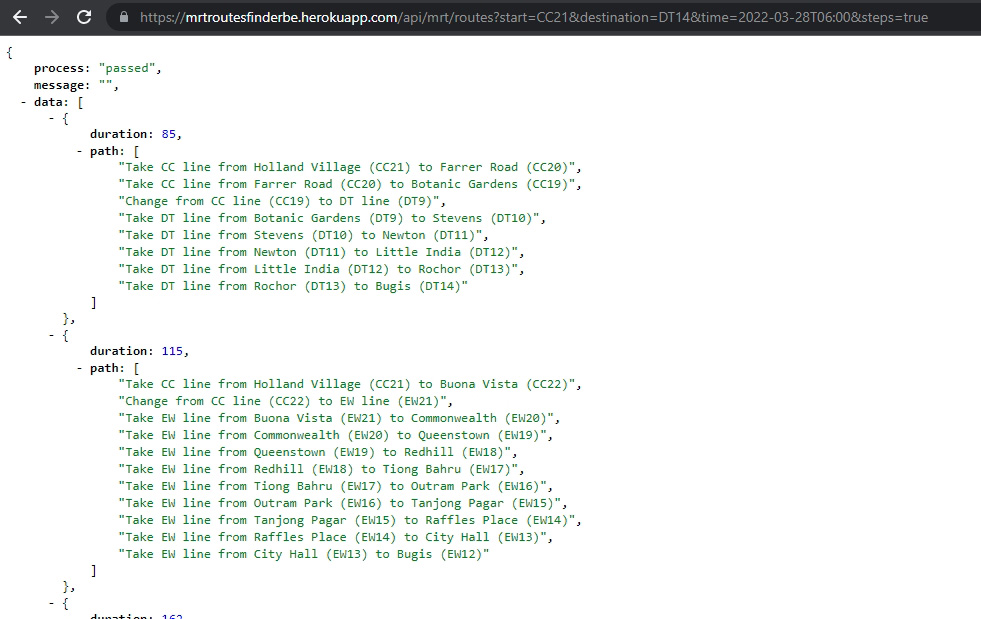 https://mrtroutesfinderbe.herokuapp.com/api/mrt/routes?start=CC21&destination=DT14&time=2022-03-28T06:00&steps=true
{
process: "passed",
message: "",
- data: [
- {
duration: 85,
- path: [
"Take CC line from Holland Village (CC21) to Farrer Road (CC20)",
"Take CC line from Farrer Road (CC20) to Botanic Gardens (CC19)",
"Change from CC line (CC19) to DT line (DT9)",
"Take DT line from Botanic Gardens (DT9) to Stevens (DT10)",
"Take DT line from Stevens (DT10) to Newton (DT11)",
"Take DT line from Newton (DT11) to Little India (DT12)",
"Take DT line from Little India (DT12) to Rochor (DT13)",
"Take DT line from Rochor (DT13) to Bugis (DT14)"
]
},
- {
duration: 115,
- path: [
"Take CC line from Holland Village (CC21) to Buona Vista (CC22)",
"Change from CC line (CC22) to EW line (EW21)",
"Take EW line from Buona Vista (EW21) to Commonwealth (EW20)",
"Take EW line from Commonwealth (EW20) to Queenstown (EW19)",
"Take EW line from Queenstown (EW19) to Redhill (EW18)",
"Take EW line from Redhill (EW18) to Tiong Bahru (EW17)",
"Take EW line from Tiong Bahru (EW17) to Outram Park (EW16)",
"Take EW line from Outram Park (EW16) to Tanjong Pagar (EW15)",
"Take EW line from Tanjong Pagar (EW15) to Raffles Place (EW14)",
"Take EW line from Raffles Place (EW14) to City Hall (EW13)",
"Take EW line from City Hall (EW13) to Bugis (EW12)"
]
},
- {
duration: 162